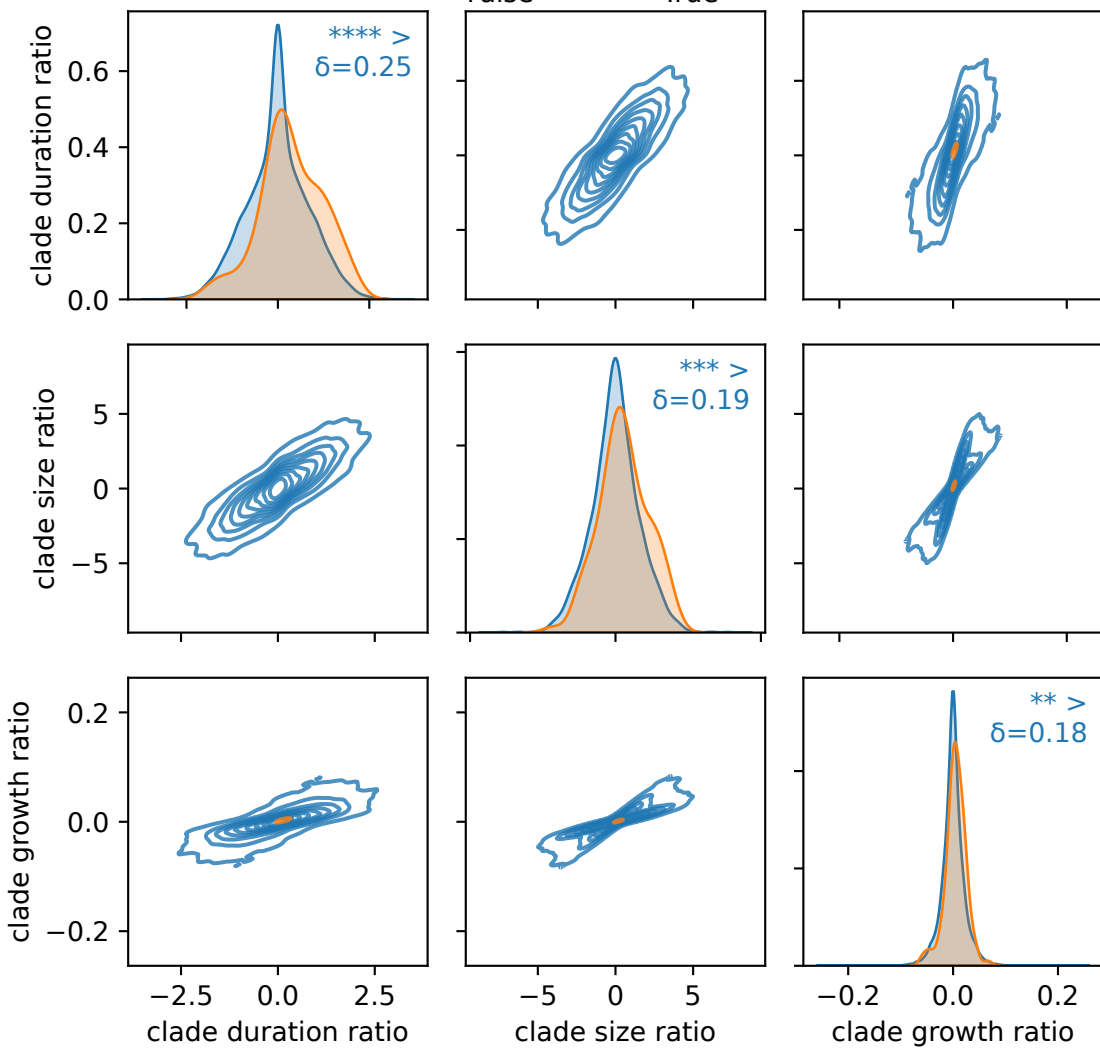 clade duration ratio
0.6
0.4
0.2
0.0
**** >
δ=0.25
clade size ratio
5
0
−5
*** >
δ=0.19
clade growth ratio
0.2
0.0
−0.2
** >
δ=0.18
−2.5 0.0 2.5
−5 0 5
−0.2 0.0 0.2
clade duration ratio
clade size ratio
clade growth ratio